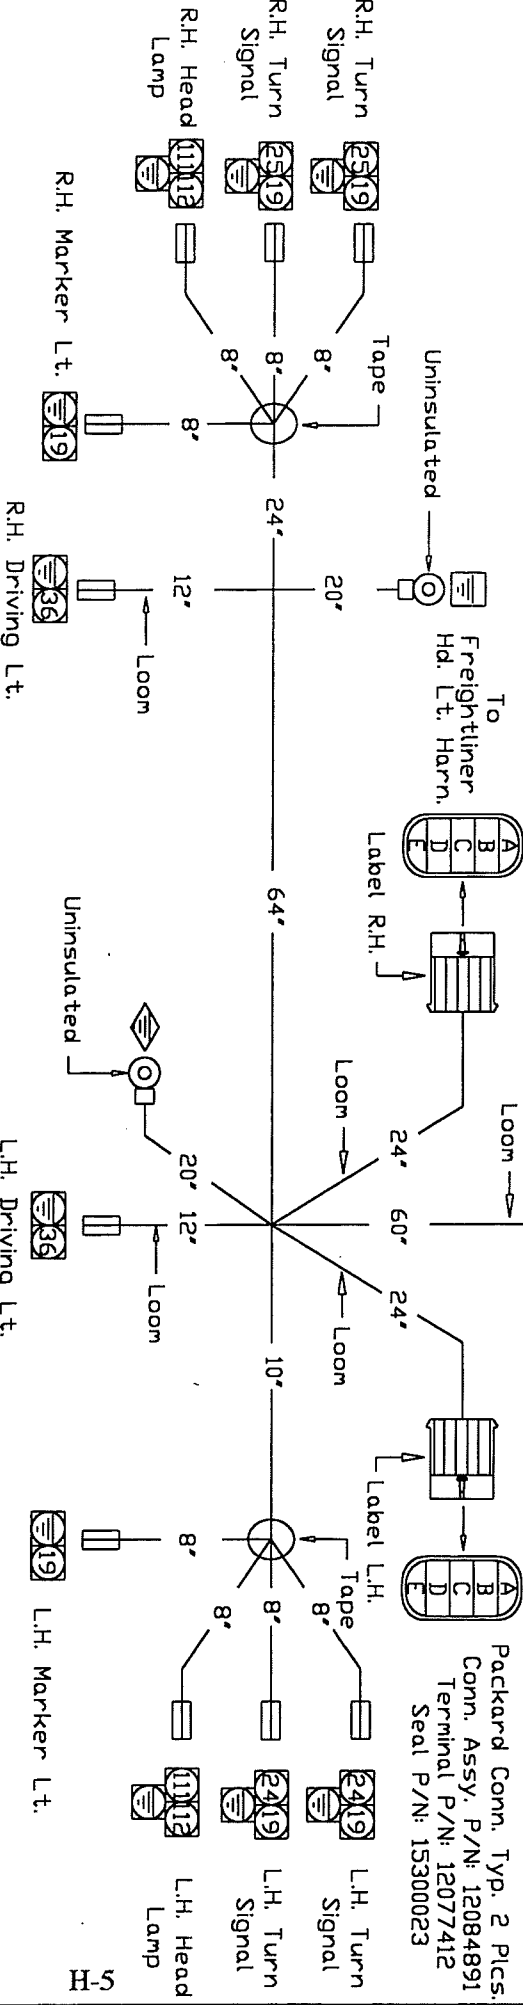 R.H. Turn
Signal
R.H. Turn
Signal
R.H. Head
Lamp
25 19
25 19
111 112
8"
8"
8"
Tape
R.H. Marker Lt.
19
8"
24"
Uninsulated
20"
12"
Loom
R.H. Driving Lt.
36
To
Freightliner
Hd. Lt. Harn.
A
B
C
D
E
Label R.H.
64"
Uninsulated
20"
Loom
24"
Loom
60"
24"
Loom
12"
Loom
L.H. Driving Lt.
36
10"
Label L.H.
A
B
C
D
E
Packard Conn. Typ. 2 Plcs.
Conn. Assy. P/N: 12084891
Terminal P/N: 12077412
Seal P/N: 15300023
Tape
8"
8"
8"
8"
19
L.H. Marker Lt.
24 19
24 19
111 112
L.H. Turn
Signal
L.H. Turn
Signal
L.H. Head
Lamp
H-5